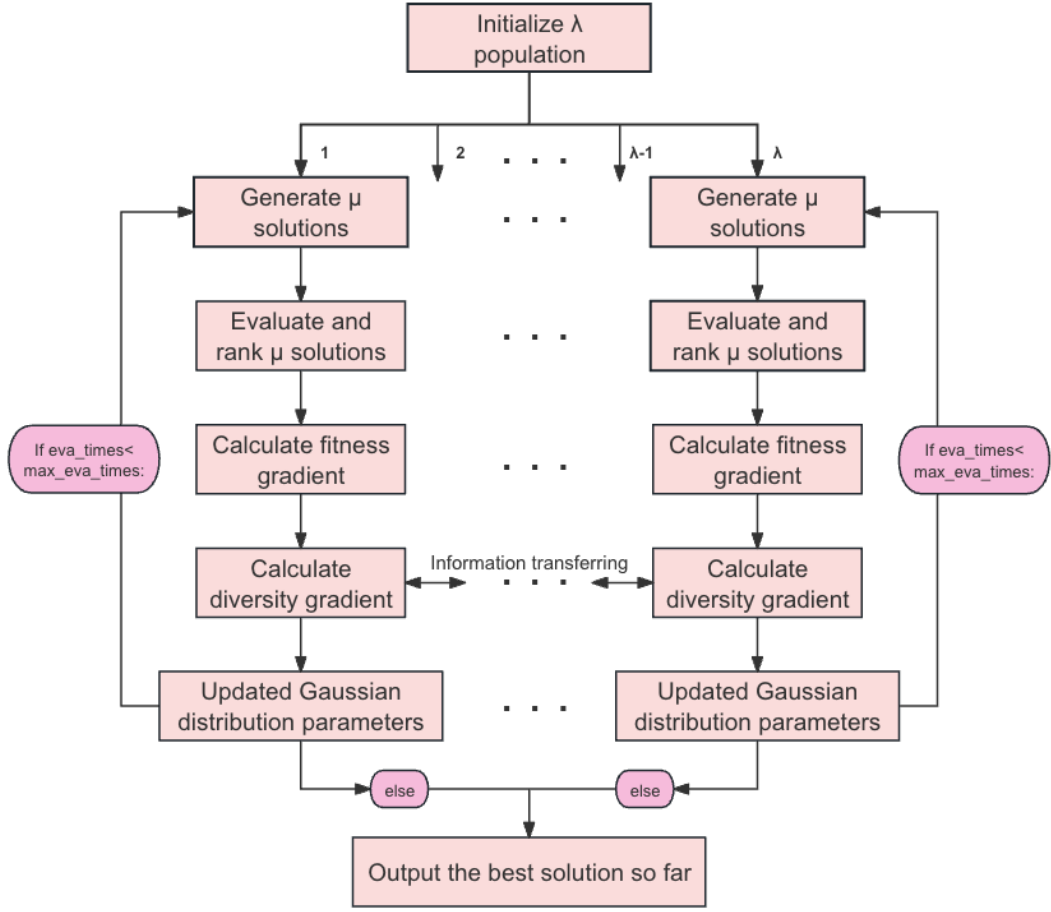 Initialize λ
population
1
2
. . .
λ-1
λ
Generate μ
solutions
. . .
Generate μ
solutions
Evaluate and
rank μ solutions
. . .
Evaluate and
rank μ solutions
If eva_times<
max_eva_times:
Calculate fitness
gradient
. . .
Calculate fitness
gradient
If eva_times<
max_eva_times:
Calculate
diversity gradient
Information transferring
. . .
Calculate
diversity gradient
Updated Gaussian
distribution parameters
. . .
Updated Gaussian
distribution parameters
else
else
Output the best solution so far